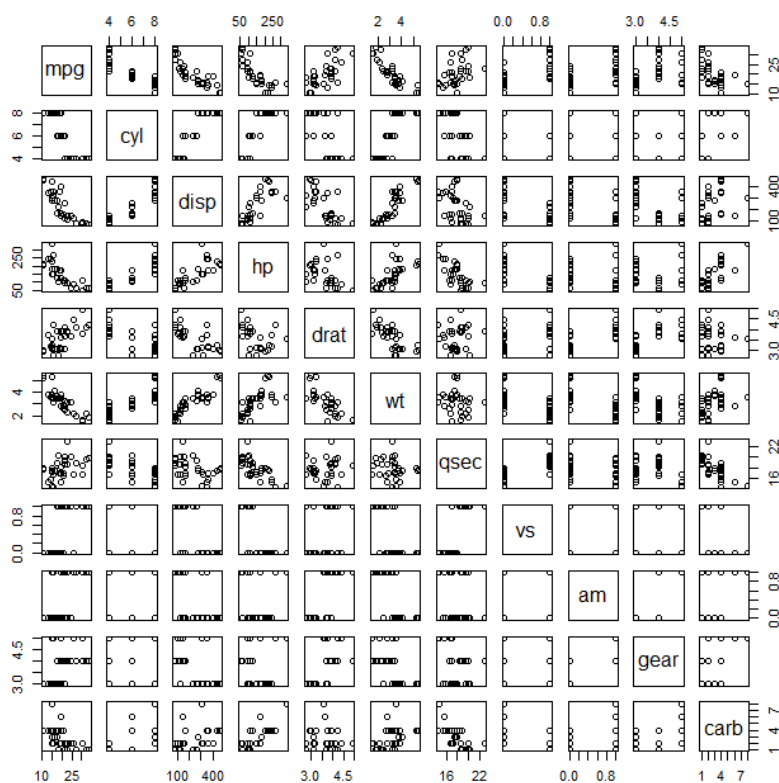 4 6 8 50 250 2 4 0.0 0.8 3.0 4.5
mpg 10 25
8 6 4 cyl
disp 100 400
250 50 hp
drat 3.0 4.5
4 2 wt
qsec 16 22
0.8 0.0 vs
am 0.0 0.8
4.5 3.0 gear
carb 1 4 7
10 25 100 400 3.0 4.5 16 22 0.0 0.8 1 4 7